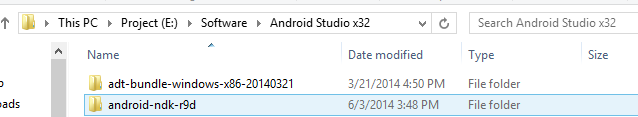 This PC Project (E:) Software Android Studio x32 Search Android Studio x32
Name Date modified Type Size
adt-bundle-windows-x86-20140321 3/21/2014 4:50 PM File folder
oads android-ndk-r9d 6/3/2014 3:48 PM File folder